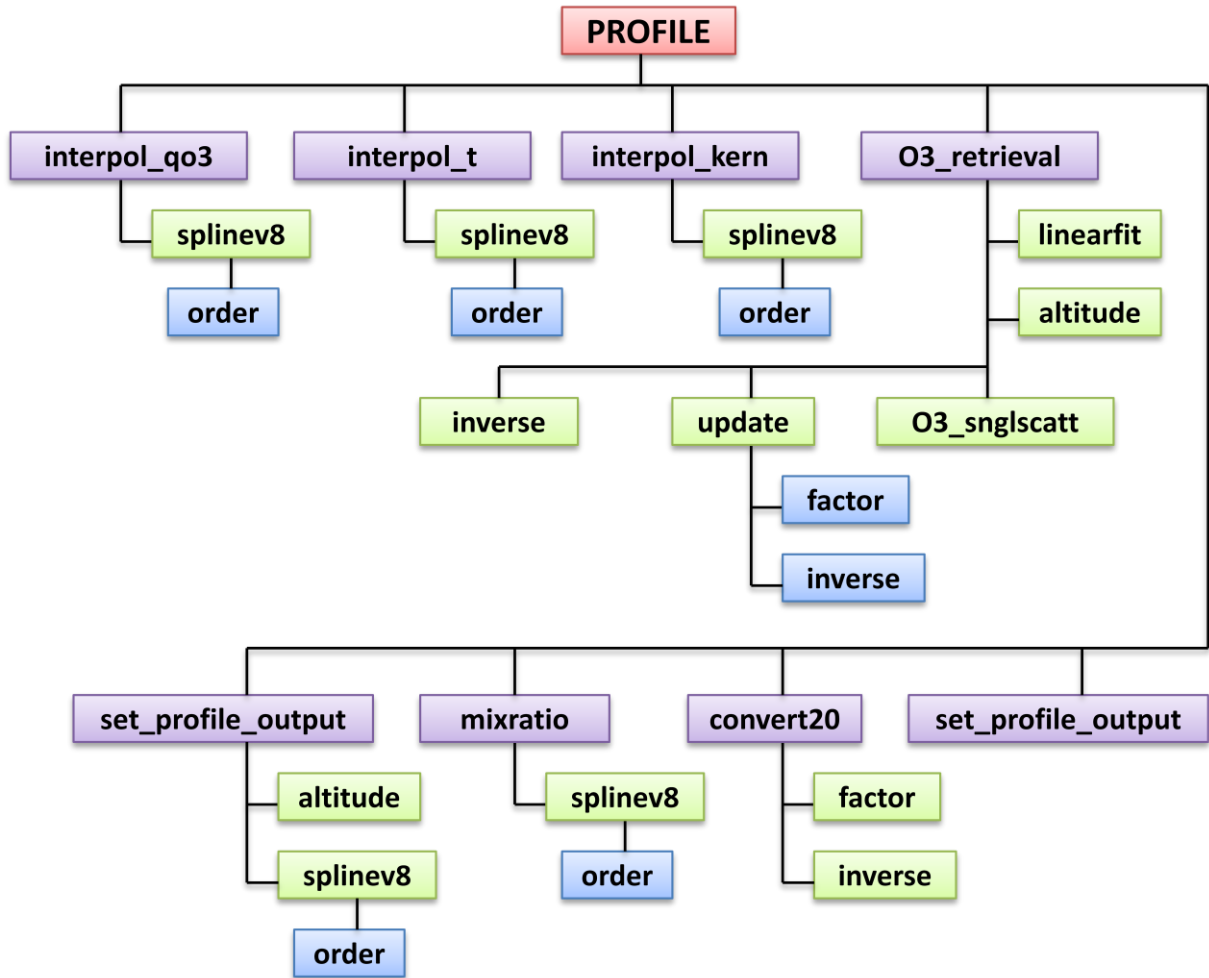 PROFILE
interpol_qo3
interpol_t
interpol_kern
O3_retrieval
splinev8
splinev8
splinev8
linearfit
order
order
order
altitude
inverse
update
O3_snglscatt
factor
inverse
set_profile_output
mixratio
convert20
set_profile_output
altitude
splinev8
factor
splinev8
order
inverse
order